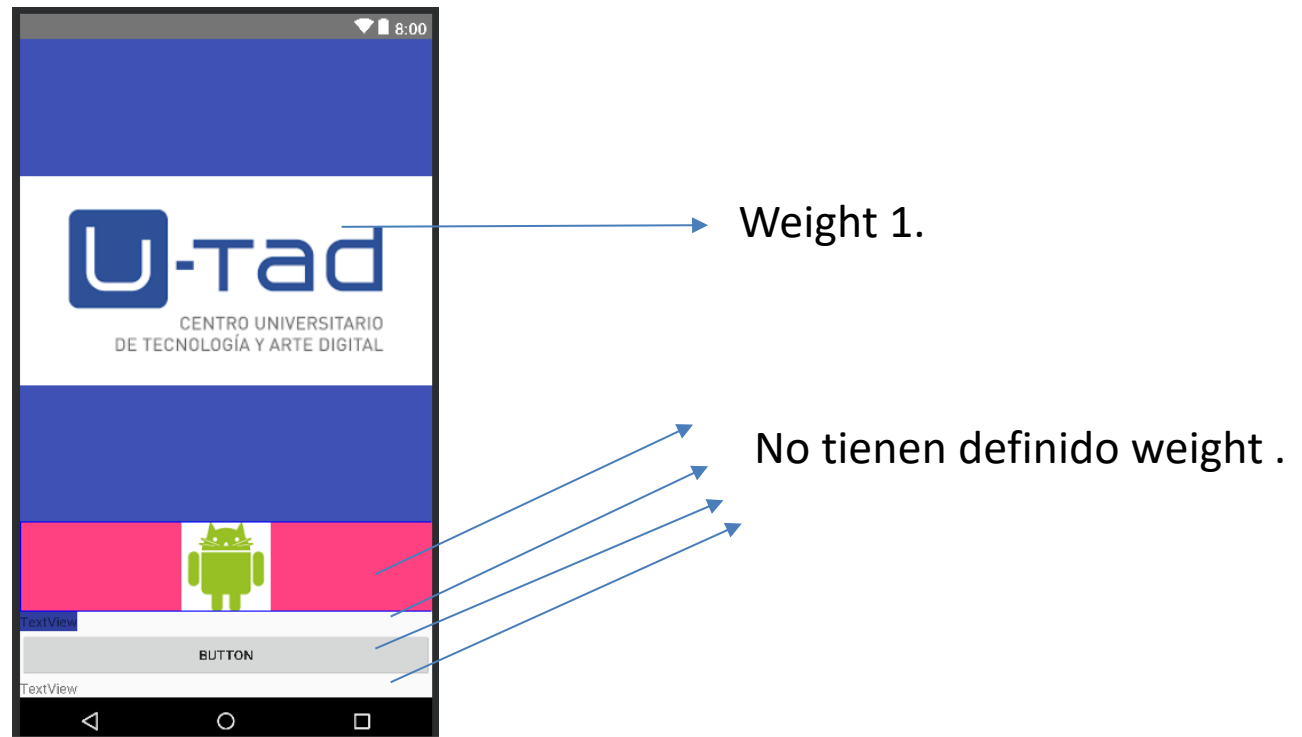 8:00
U-Tad
CENTRO UNIVERSITARIO
DE TECNOLOGÍA Y ARTE DIGITAL
Weight 1.
No tienen definido weight .
TextView
BUTTON
TextView